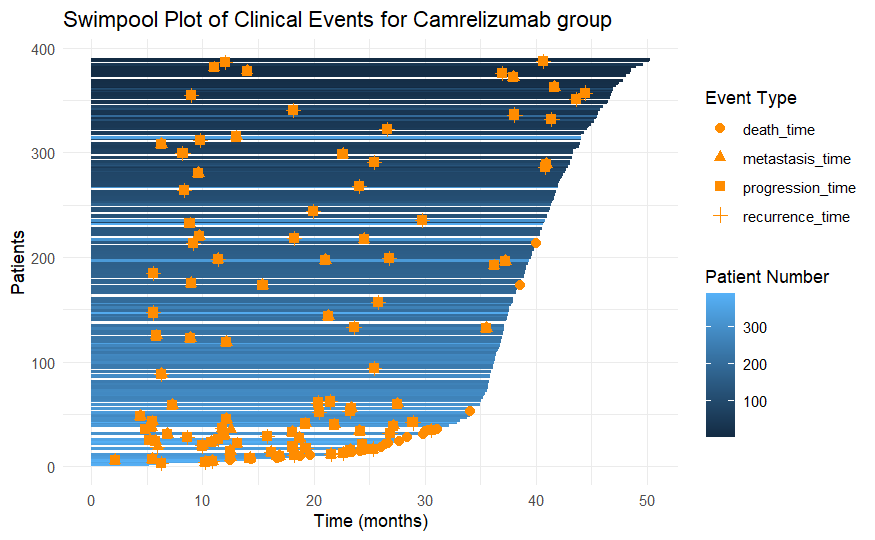 Swimpool Plot of Clinical Events for Camrelizumab group
400
300
200
100
0
Patients
0 10 20 30 40 50
Time (months)
Event Type
death_time
metastasis_time
progression_time
recurrence_time
Patient Number
300
200
100